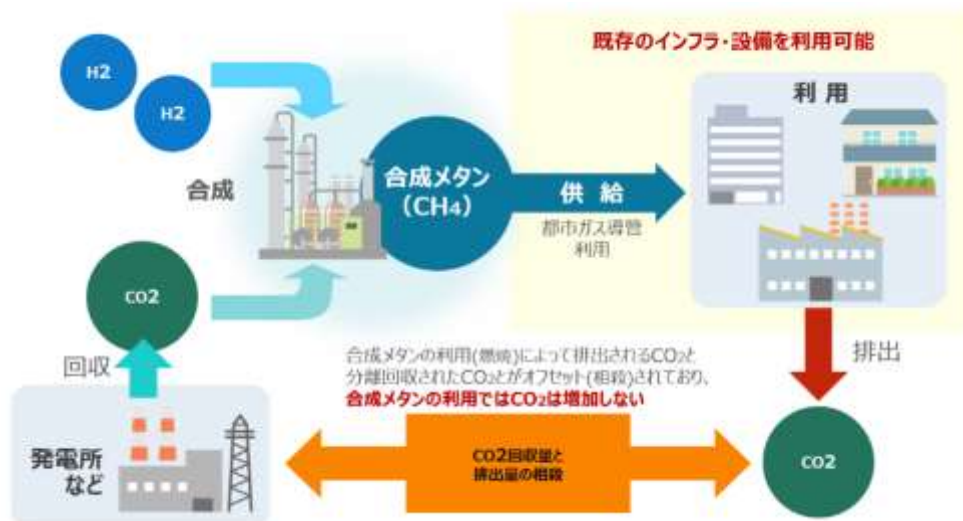 既存のインフラ・設備を利用可能
H2
H2
利用
合成
合成メタン
（CH4）
供給
都市ガス導管
利用
CO2
回収
合成メタンの利用(燃焼)によって排出されるCO₂と
分離回収されたCO₂とがオフセット(相殺)されており、
合成メタンの利用ではCO₂は増加しない
排出
発電所
など
CO2回収量と
排出量の相殺
CO2